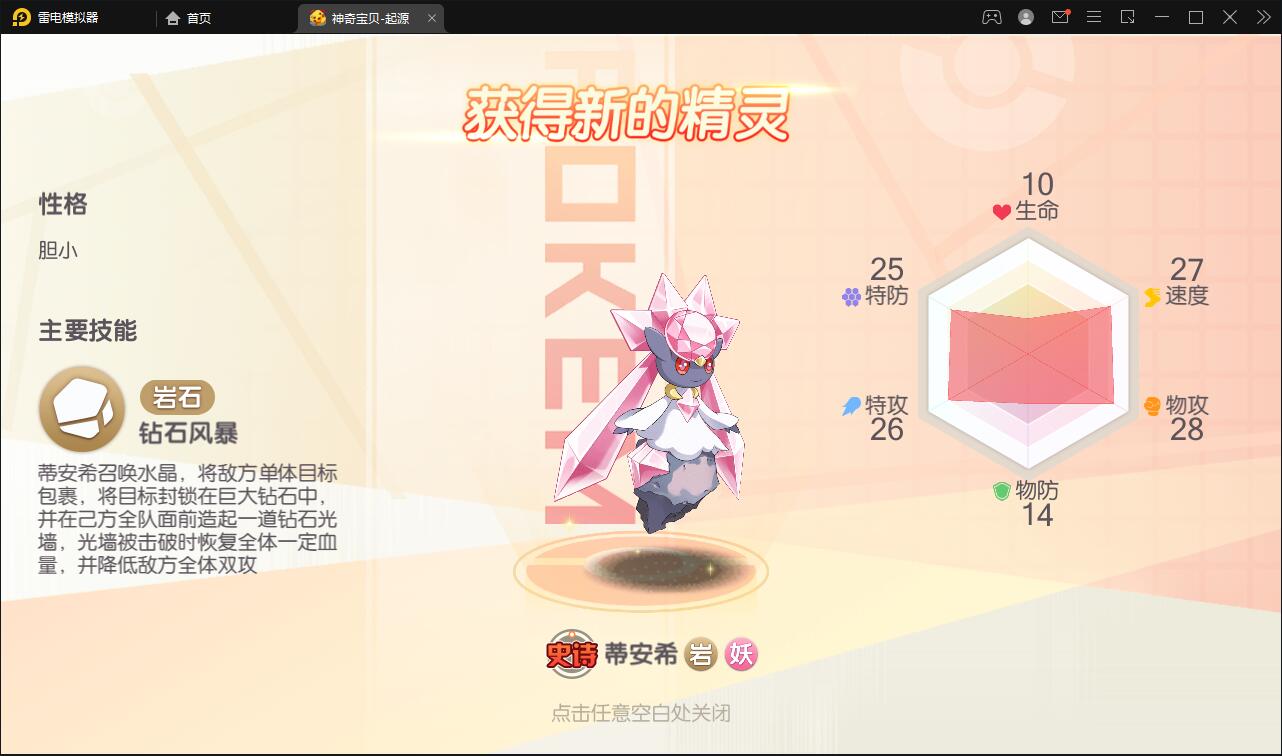 雷电模拟器
首页
神奇宝贝-起源
获得新的精灵
POKEM
性格
胆小
主要技能
岩石
钻石风暴
蒂安希召唤水晶，将敌方单体目标
包裹，将目标封锁在巨大钻石中，
并在己方全队面前造起一道钻石光
墙，光墙被击破时恢复全体一定血
量，并降低敌方全体双攻
10
生命
25
特防
27
速度
特攻
26
物攻
28
物防
14
史诗 蒂安希 岩 妖
点击任意空白处关闭